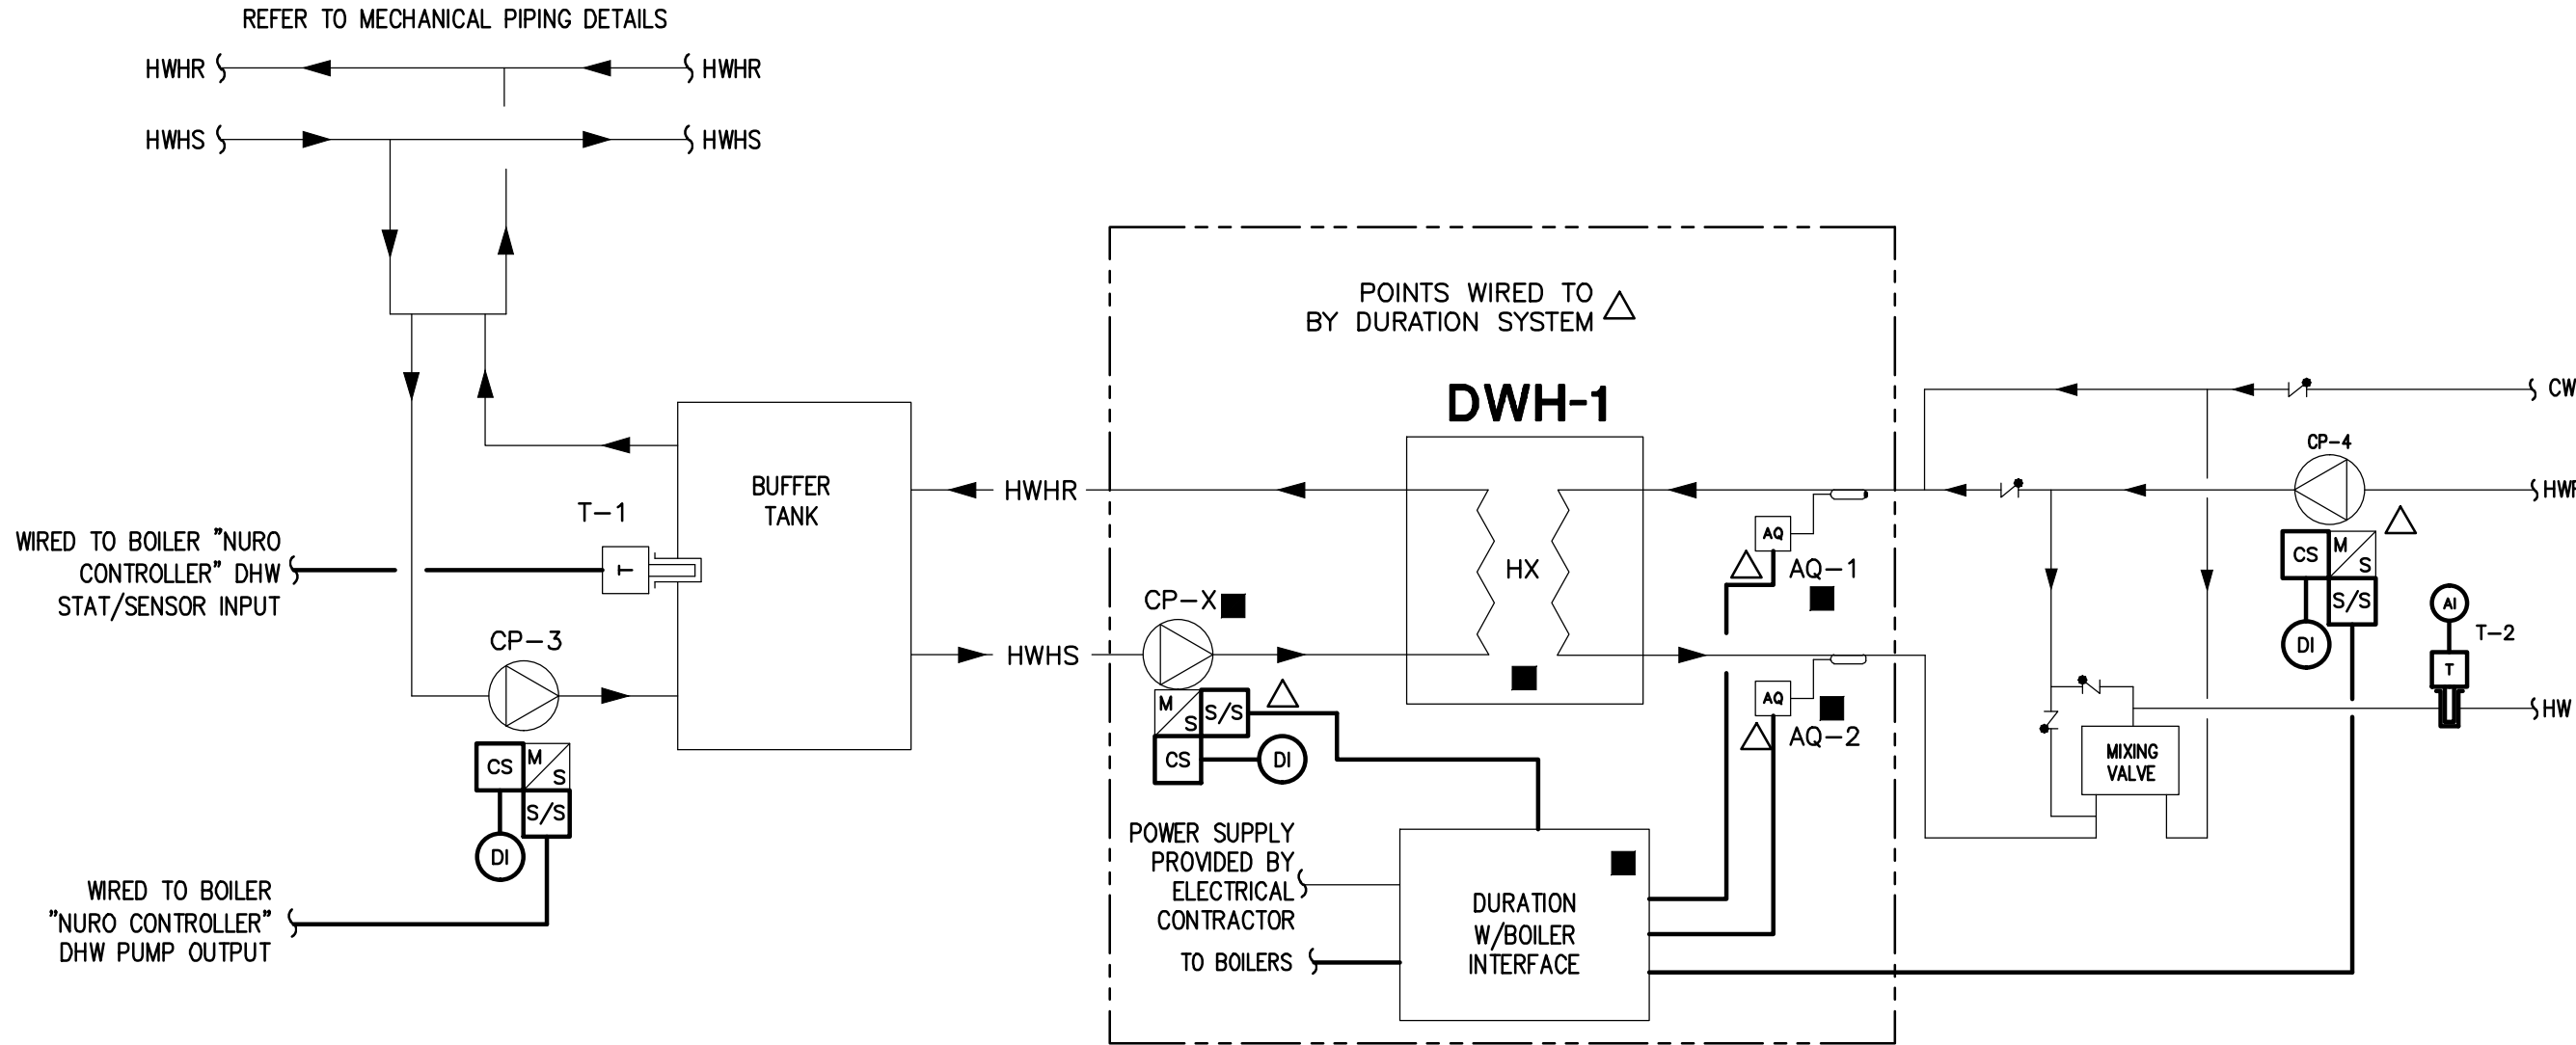 REFER TO MECHANICAL PIPING DETAILS
HWHR
HWHR
HWHS
HWHS
POINTS WIRED TO
BY DURATION SYSTEM
DWH-1
CW
CP-4
HWR
BUFFER
TANK
HWHR
T-1
WIRED TO BOILER "NURO
CONTROLLER" DHW
STAT/SENSOR INPUT
T
HX
AQ
AQ-1
CS
M
S
S/S
DI
AI
T-2
T
CP-X
HWHS
CP-3
M
S
S/S
CS
DI
AQ
AQ-2
HW
MIXING
VALVE
CS
M
S
S/S
DI
POWER SUPPLY
PROVIDED BY
ELECTRICAL
CONTRACTOR
TO BOILERS
DURATION
W/BOILER
INTERFACE
WIRED TO BOILER
"NURO CONTROLLER"
DHW PUMP OUTPUT